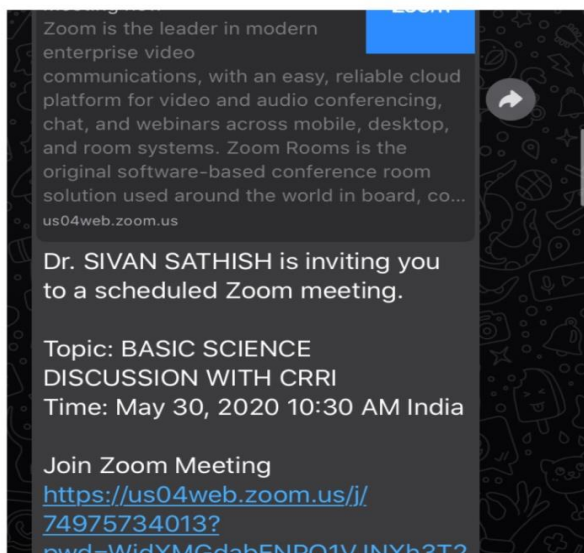 Zoom is the leader in modern
enterprise video
communications, with an easy, reliable cloud
platform for video and audio conferencing,
chat, and webinars across mobile, desktop,
and room systems. Zoom Rooms is the
original software-based conference room
solution used around the world in board, co...
us04web.zoom.us
Dr. SIVAN SATHISH is inviting you
to a scheduled Zoom meeting.
Topic: BASIC SCIENCE
DISCUSSION WITH CRRI
Time: May 30, 2020 10:30 AM India
Join Zoom Meeting
https://us04web.zoom.us/j/
74975734013?